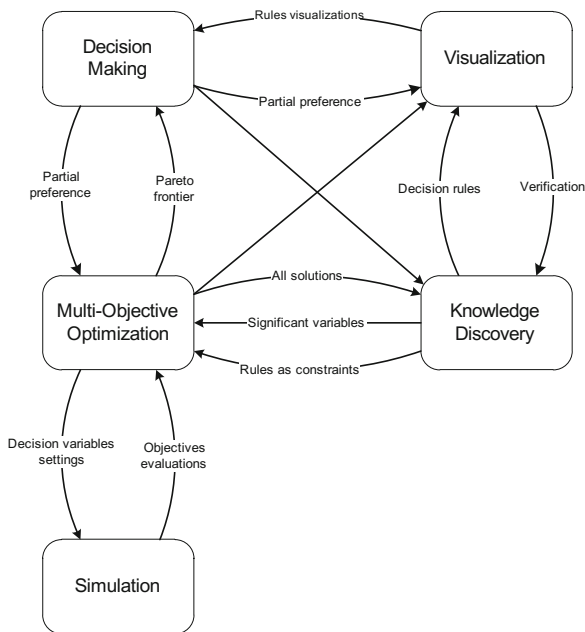 Rules visualizations
Decision
Making
Visualization
Partial preference
Partial
preference
Pareto
frontier
Decision rules
Verification
All solutions
Multi-Objective
Optimization
Significant variables
Knowledge
Discovery
Rules as constraints
Decision variables
settings
Objectives
evaluations
Simulation